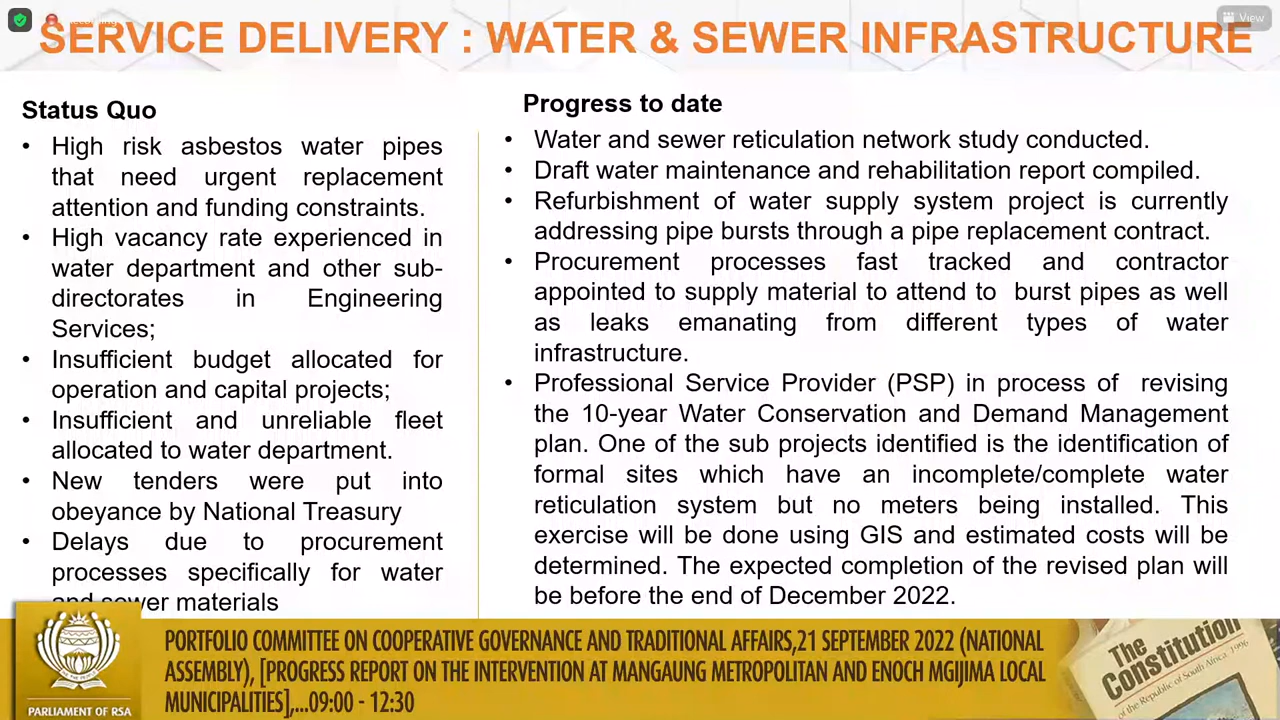 SERVICE DELIVERY : WATER & SEWER INFRASTRUCTURE
View
Status Quo
• High risk asbestos water pipes
that need urgent replacement
attention and funding constraints.
• High vacancy rate experienced in
water department and other sub-
directorates in Engineering
Services;
• Insufficient budget allocated for
operation and capital projects;
• Insufficient and unreliable fleet
allocated to water department.
• New tenders were put into
obeyance by National Treasury
• Delays due to procurement
processes specifically for water
and sewer materials
Progress to date
• Water and sewer reticulation network study conducted.
• Draft water maintenance and rehabilitation report compiled.
• Refurbishment of water supply system project is currently
addressing pipe bursts through a pipe replacement contract.
• Procurement processes fast tracked and contractor
appointed to supply material to attend to burst pipes as well
as leaks emanating from different types of water
infrastructure.
• Professional Service Provider (PSP) in process of revising
the 10-year Water Conservation and Demand Management
plan. One of the sub projects identified is the identification of
formal sites which have an incomplete/complete water
reticulation system but no meters being installed. This
exercise will be done using GIS and estimated costs will be
determined. The expected completion of the revised plan will
be before the end of December 2022.
PORTFOLIO COMMITTEE ON COOPERATIVE GOVERNANCE AND TRADITIONAL AFFAIRS,21 SEPTEMBER 2022 (NATIONAL
ASSEMBLY), [PROGRESS REPORT ON THE INTERVENTION AT MANGAUNG METROPOLITAN AND ENOCH MGIJIMA LOCAL
MUNICIPALITIES],...09:00 - 12:30
PARLIAMENT OF RSA
The
Constitution
of the Republic of South Africa, 1996